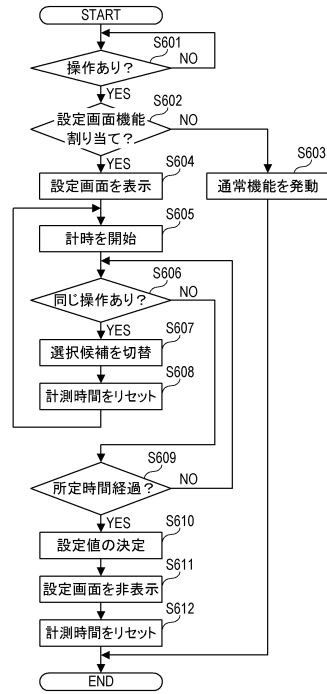 START
S601
操作あり？
NO
YES
S602
設定画面機能
割り当て？
NO
YES
S604
設定画面を表示
S603
通常機能を発動
S605
計時を開始
S606
同じ操作あり？
NO
YES
S607
選択候補を切替
S608
計測時間をリセット
S609
所定時間経過？
NO
YES
S610
設定値の決定
S611
設定画面を非表示
S612
計測時間をリセット
END